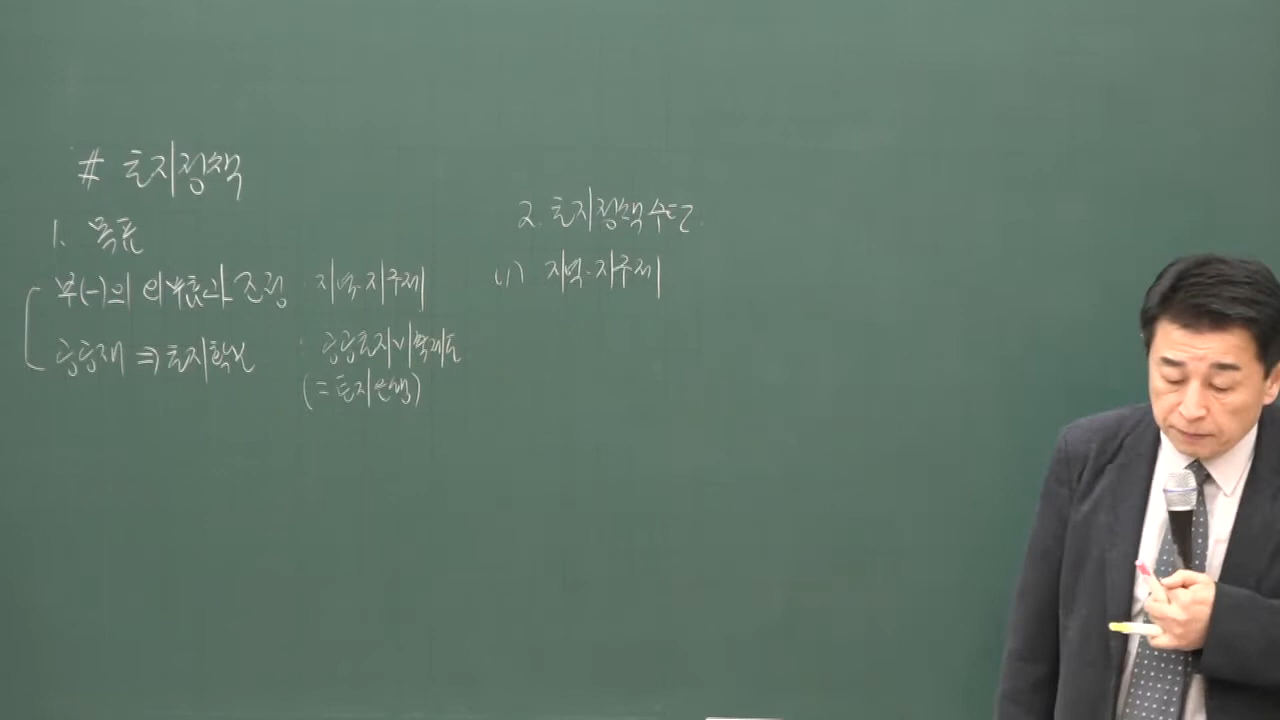 # 토지정책
1. 목표
부(-)의 외부효과 조정 : 지역·지구제
공공재 ⇒ 토지확보 : 공공토지비축제도
(= 토지은행)
2. 토지정책 수단
(1) 지역·지구제